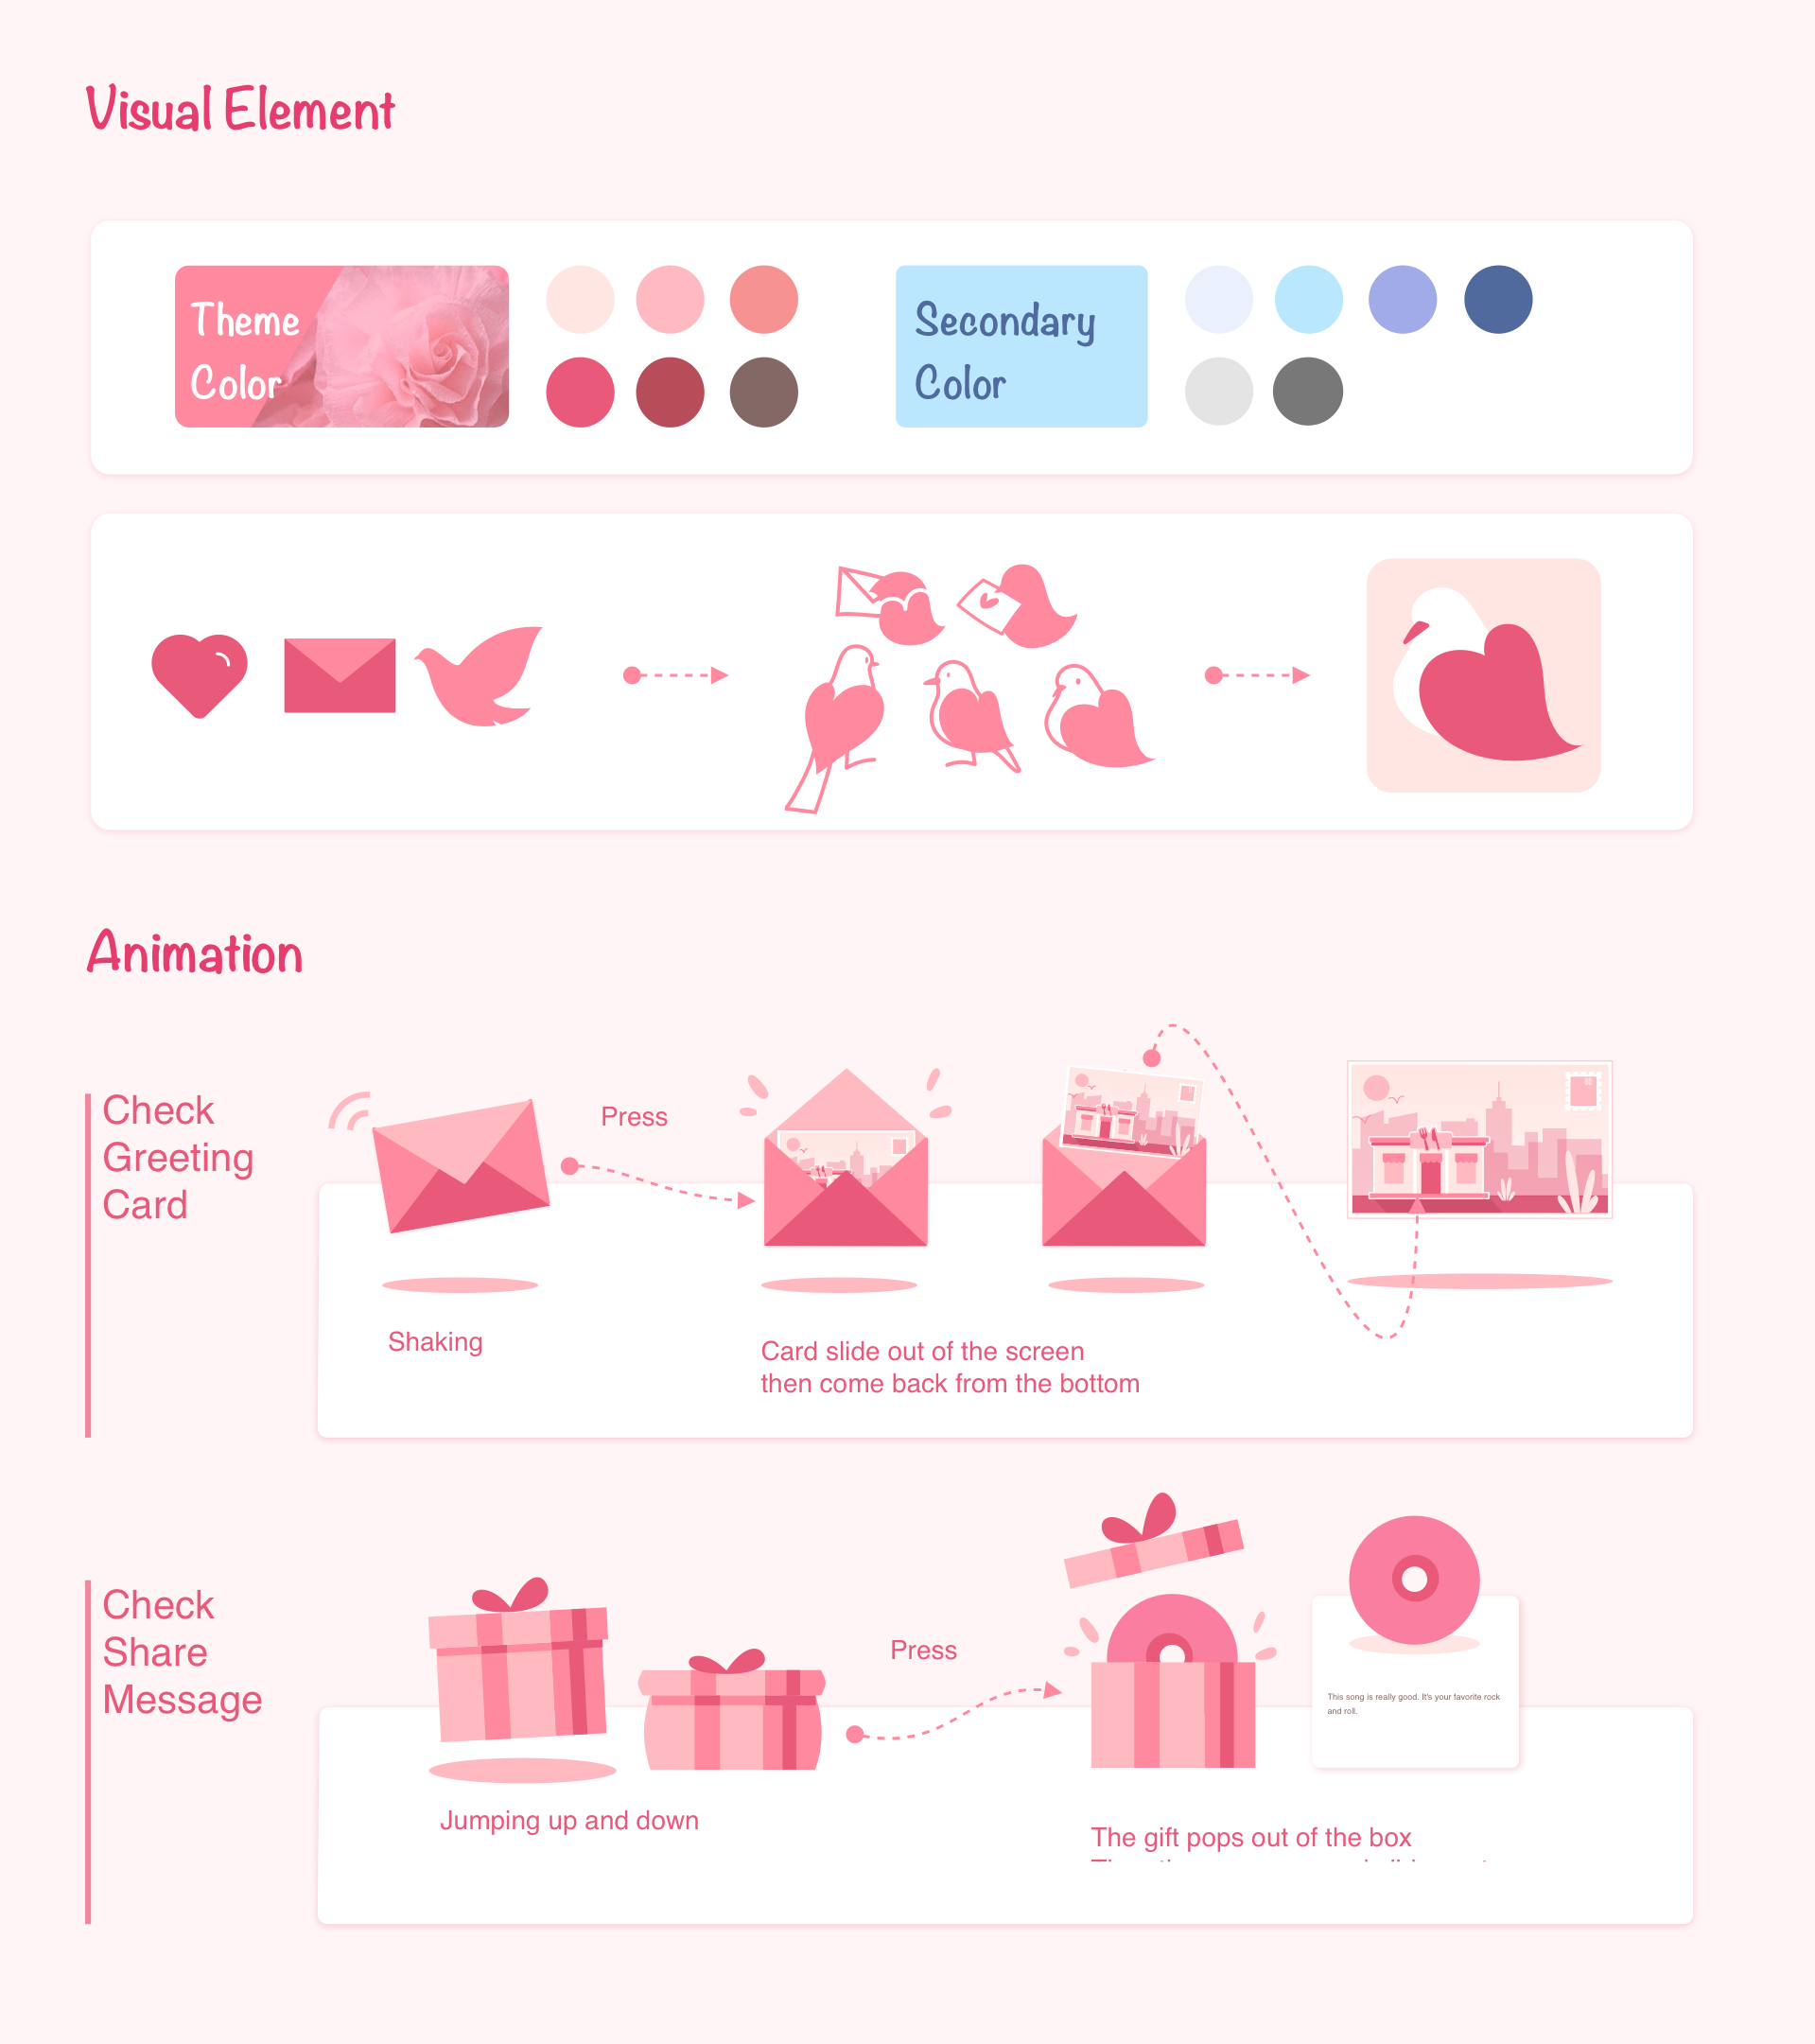 Visual Element
Theme
Color
Secondary
Color
Animation
Check
Greeting
Card
Press
Shaking
Card slide out of the screen
then come back from the bottom
Check
Share
Message
Press
This song is really good. It's your favorite rock
and roll.
Jumping up and down
The gift pops out of the box